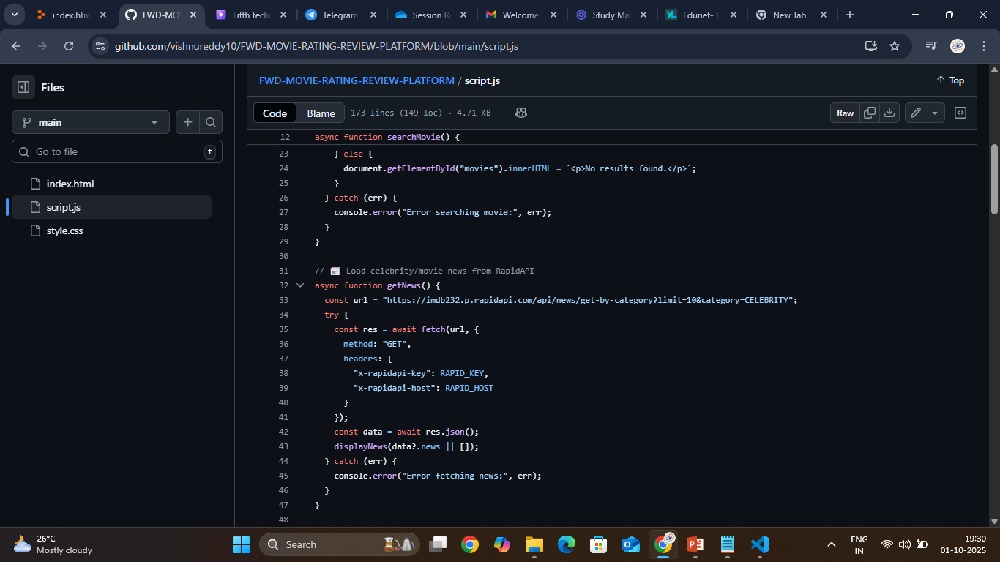 index.htm
FWD-MO
Fifth tech
Telegram
Session R
Welcome
Study Ma
Edunet- F
New Tab
github.com/vishnureddy10/FWD-MOVIE-RATING-REVIEW-PLATFORM/blob/main/script.js
Files
main
Go to file
t
index.html
script.js
style.css
FWD-MOVIE-RATING-REVIEW-PLATFORM / script.js
Top
Code
Blame
173 lines (149 loc) · 4.71 KB
Raw
12 async function searchMovie() {
23 } else {
24 document.getElementById("movies").innerHTML = `<p>No results found.</p>`;
25 }
26 } catch (err) {
27 console.error("Error searching movie:", err);
28 }
29 }
30
31 // 📰 Load celebrity/movie news from RapidAPI
32 async function getNews() {
33 const url = "https://imdb232.p.rapidapi.com/api/news/get-by-category?limit=10&category=CELEBRITY";
34 try {
35 const res = await fetch(url, {
36 method: "GET",
37 headers: {
38 "x-rapidapi-key": RAPID_KEY,
39 "x-rapidapi-host": RAPID_HOST
40 }
41 });
42 const data = await res.json();
43 displayNews(data?.news || []);
44 } catch (err) {
45 console.error("Error fetching news:", err);
46 }
47 }
48
26°C
Mostly cloudy
Search
ENG
IN
19:30
01-10-2025